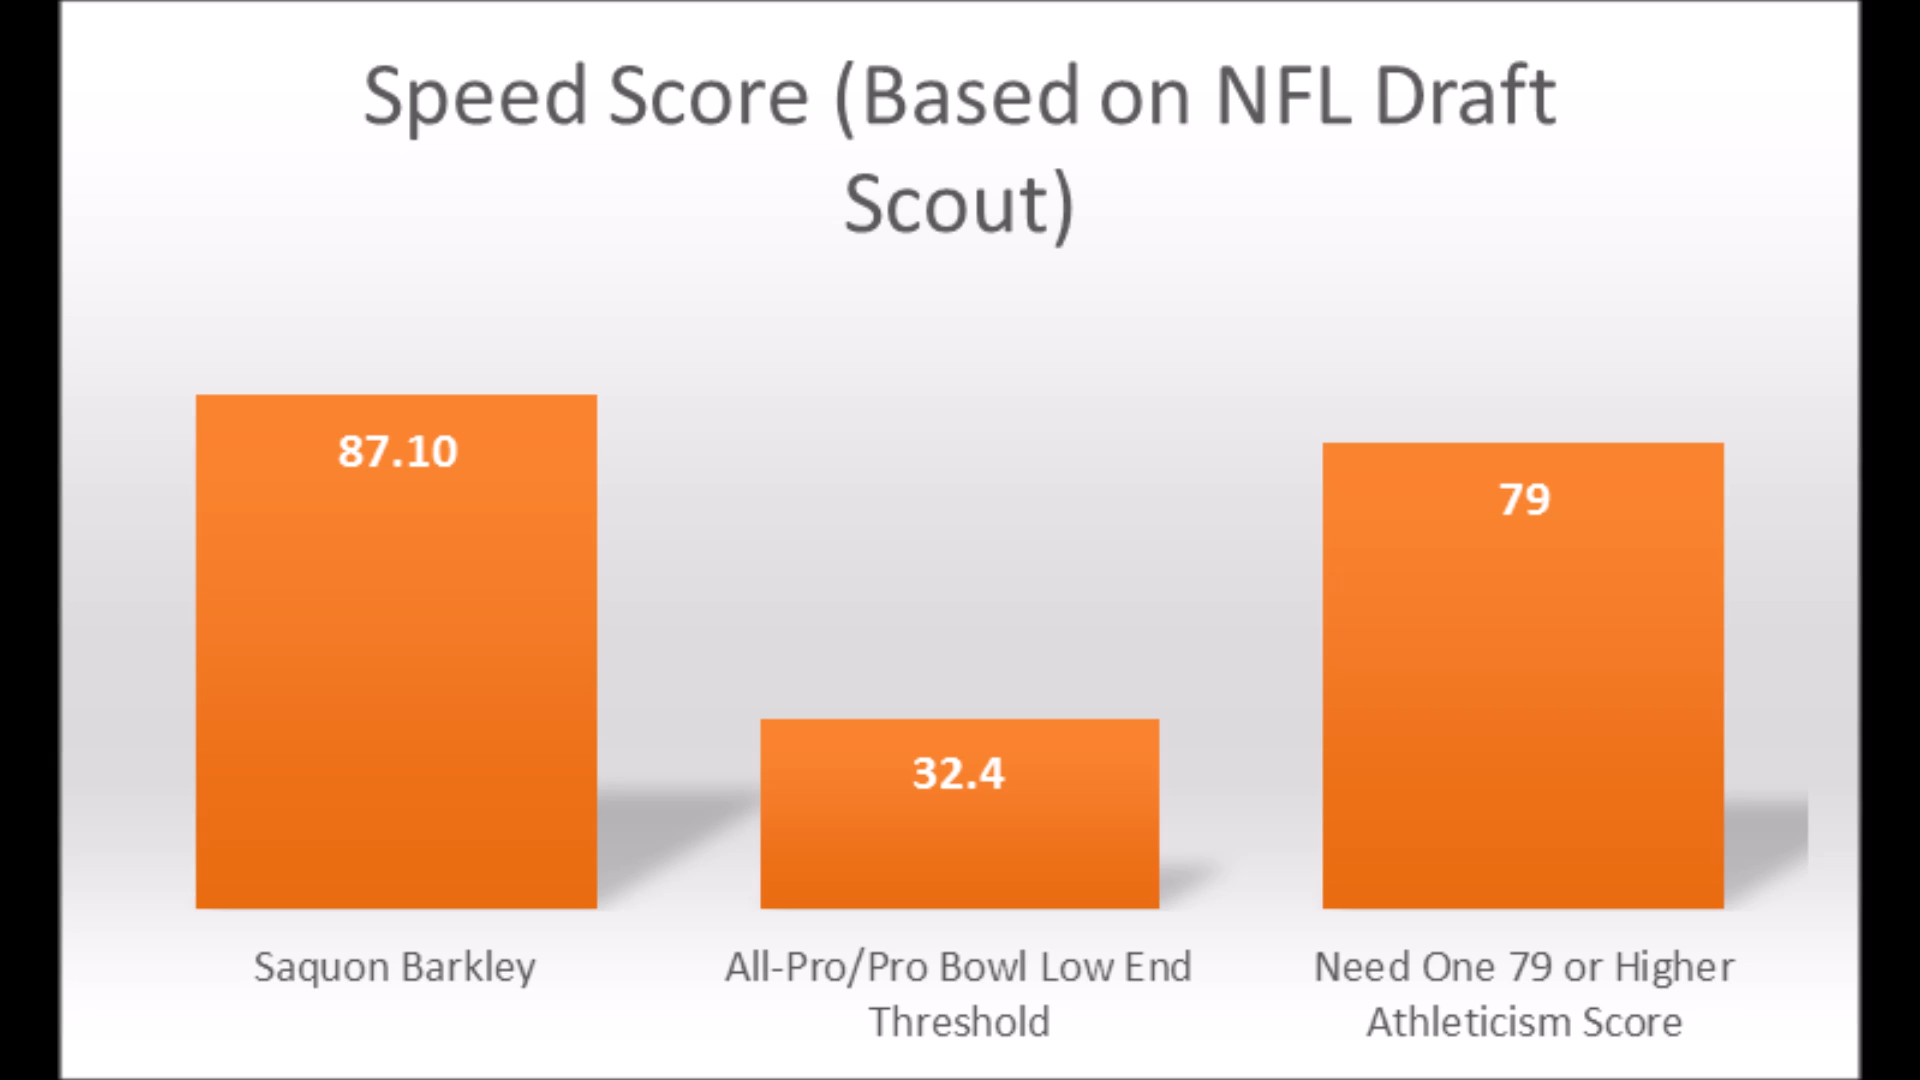 Speed Score (Based on NFL Draft
Scout)
87.10
32.4
79
Saquon Barkley
All-Pro/Pro Bowl Low End
Threshold
Need One 79 or Higher
Athleticism Score